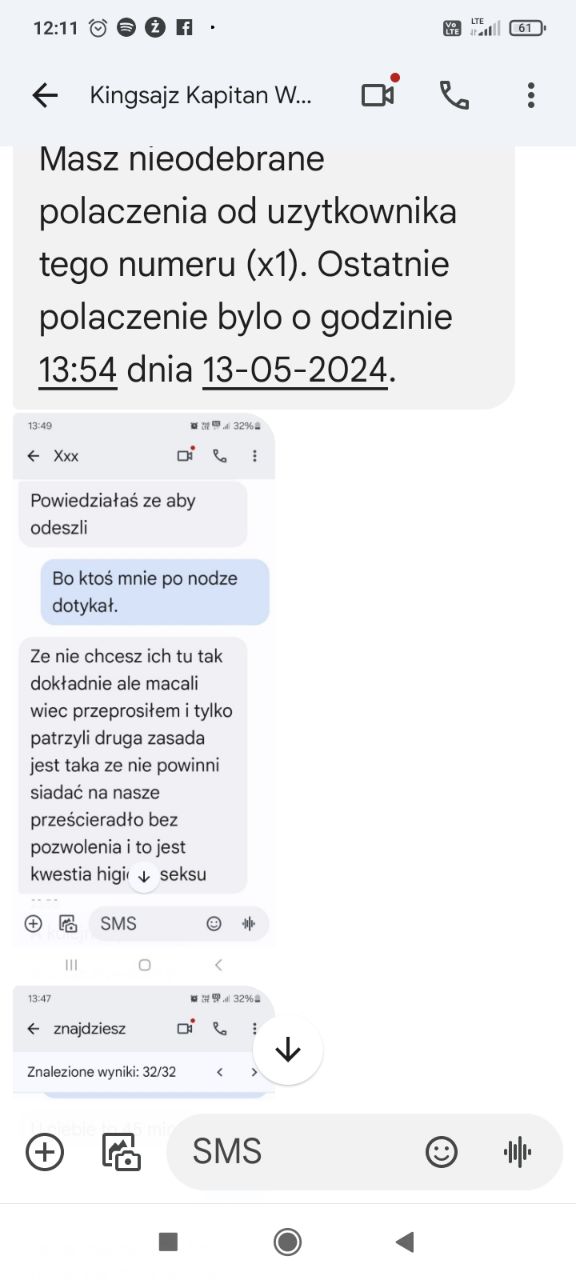 12:11
LTE
61
Kingsajz Kapitan W...
Masz nieodebrane
polaczenia od uzytkownika
tego numeru (x1). Ostatnie
polaczenie bylo o godzinie
13:54 dnia 13-05-2024.
13:49
32%
Xxx
Powiedziałaś ze aby
odeszli
Bo ktoś mnie po nodze
dotykał.
Ze nie chcesz ich tu tak
dokładnie ale macali
wiec przeprosiłem i tylko
patrzyli druga zasada
jest taka ze nie powinni
siadać na nasze
prześcieradło bez
pozwolenia i to jest
kwestia seksu
SMS
13:47
32%
znajdziesz
Znalezione wyniki: 32/32
SMS